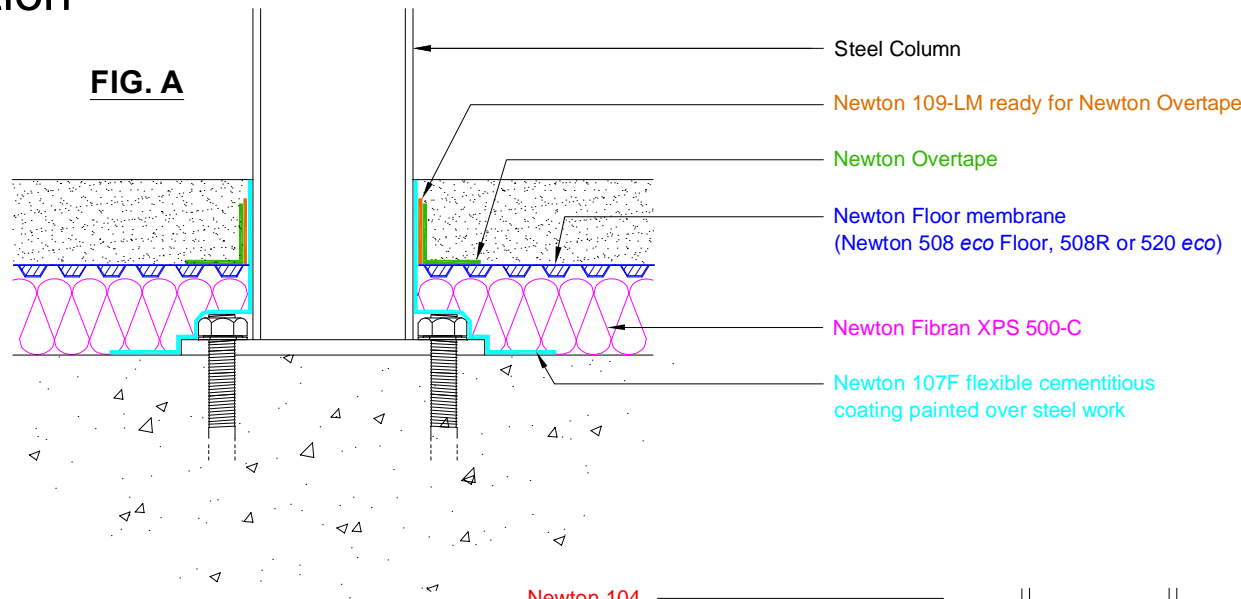 FIG. A
Steel Column
Newton 109-LM ready for Newton Overtape
Newton Overtape
Newton Floor membrane
(Newton 508 eco Floor, 508R or 520 eco)
Newton Fibran XPS 500-C
Newton 107F flexible cementitious
coating painted over steel work
Newton 104